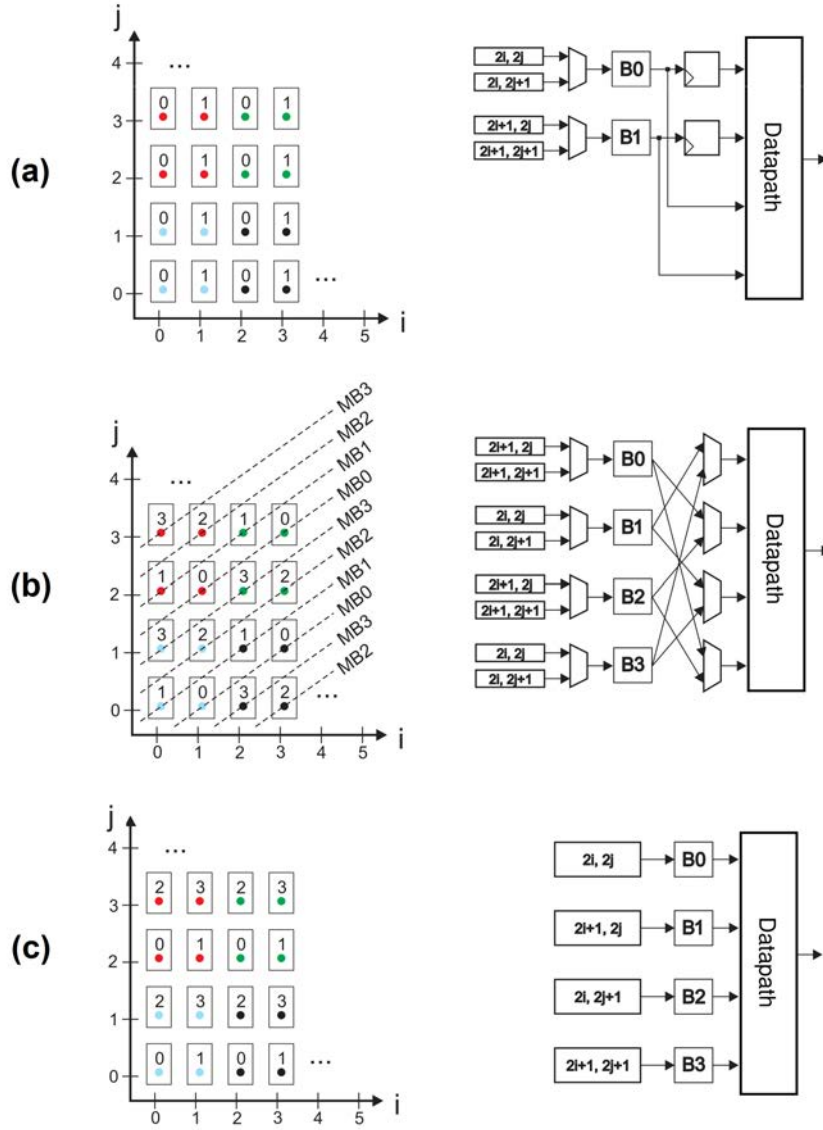 j
4
...
2i, 2j
2i, 2j+1
B0
0 1 0 1
3
2i+1, 2j
2i+1, 2j+1
B1
Datapath
(a)
0 1 0 1
2
0 1 0 1
1
0 1 0 1 ...
0
0 1 2 3 4 5
i
MB3
MB2
MB1
MB0
MB3
MB2
MB1
MB0
MB3
MB2
j
4
...
2i+1, 2j
2i+1, 2j+1
B0
3 2 1 0
3
2i, 2j
2i, 2j+1
B1
Datapath
(b)
1 0 3 2
2
2i+1, 2j
2i+1, 2j+1
B2
3 2 1 0
1
2i, 2j
2i, 2j+1
B3
1 0 3 2 ...
0
0 1 2 3 4 5
i
j
4
...
2i, 2j
B0
2 3 2 3
3
2i+1, 2j
B1
Datapath
(c)
0 1 0 1
2
2i, 2j+1
B2
2 3 2 3
1
2i+1, 2j+1
B3
0 1 0 1 ...
0
0 1 2 3 4 5
i